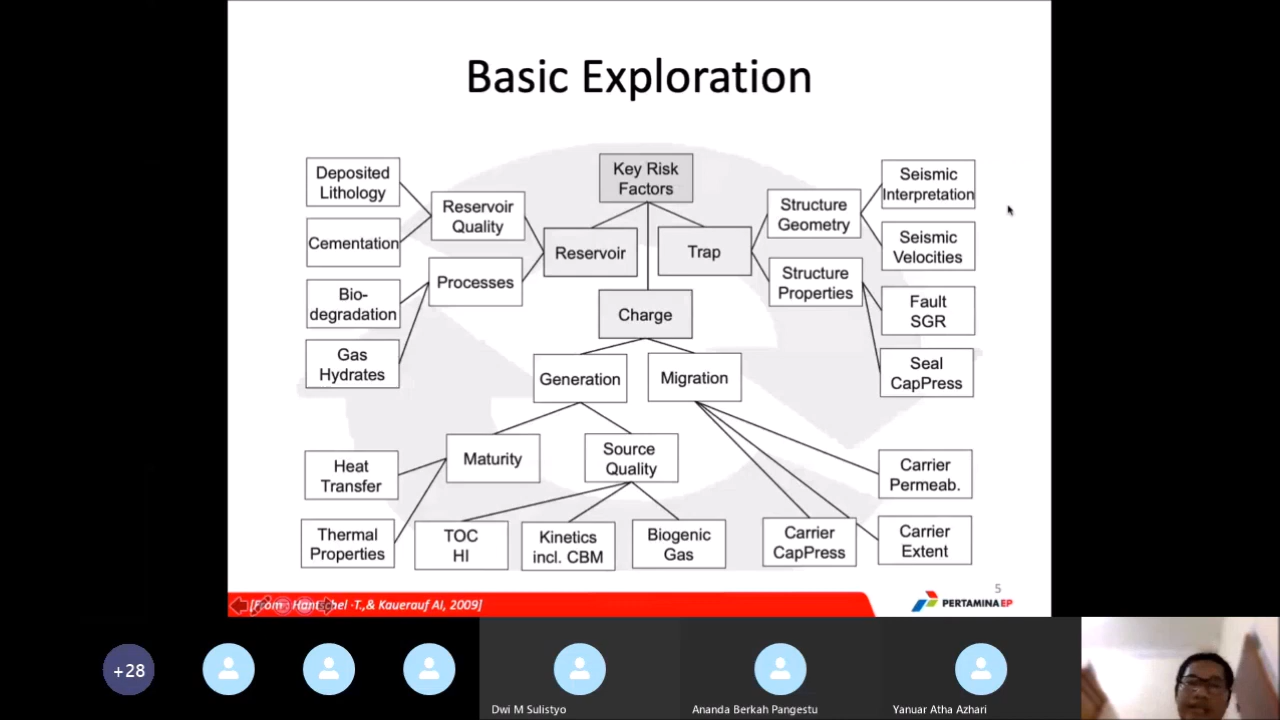 Basic Exploration
Key Risk
Factors
Deposited
Lithology
Cementation
Bio-
degradation
Gas
Hydrates
Reservoir
Quality
Processes
Reservoir
Trap
Structure
Geometry
Structure
Properties
Seismic
Interpretation
Seismic
Velocities
Fault
SGR
Seal
CapPress
Charge
Generation
Migration
Maturity
Source
Quality
Heat
Transfer
Thermal
Properties
TOC
HI
Kinetics
incl. CBM
Biogenic
Gas
Carrier
CapPress
Carrier
Permeab.
Carrier
Extent
5
[From : Hantschel -T.,& Kauerauf AI, 2009]
PERTAMINA EP
+28
Dwi M Sulistyo
Ananda Berkah Pangestu
Yanuar Atha Azhari